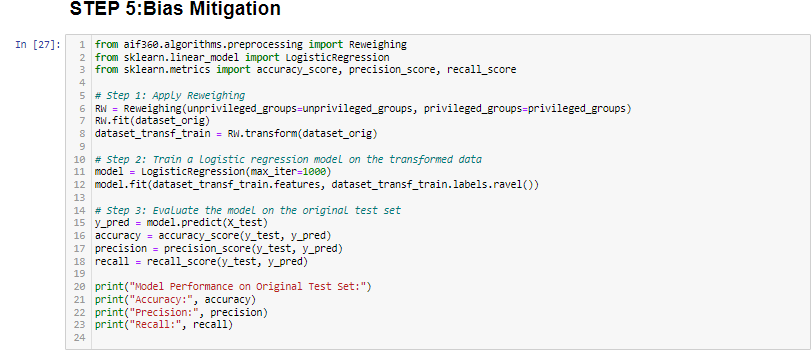 STEP 5:Bias Mitigation
In [27]:
1 from aif360.algorithms.preprocessing import Reweighing
2 from sklearn.linear_model import LogisticRegression
3 from sklearn.metrics import accuracy_score, precision_score, recall_score
4
5 # Step 1: Apply Reweighing
6 RW = Reweighing(unprivileged_groups=unprivileged_groups, privileged_groups=privileged_groups)
7 RW.fit(dataset_orig)
8 dataset_transf_train = RW.transform(dataset_orig)
9
10 # Step 2: Train a logistic regression model on the transformed data
11 model = LogisticRegression(max_iter=1000)
12 model.fit(dataset_transf_train.features, dataset_transf_train.labels.ravel())
13
14 # Step 3: Evaluate the model on the original test set
15 y_pred = model.predict(X_test)
16 accuracy = accuracy_score(y_test, y_pred)
17 precision = precision_score(y_test, y_pred)
18 recall = recall_score(y_test, y_pred)
19
20 print("Model Performance on Original Test Set:")
21 print("Accuracy:", accuracy)
22 print("Precision:", precision)
23 print("Recall:", recall)
24